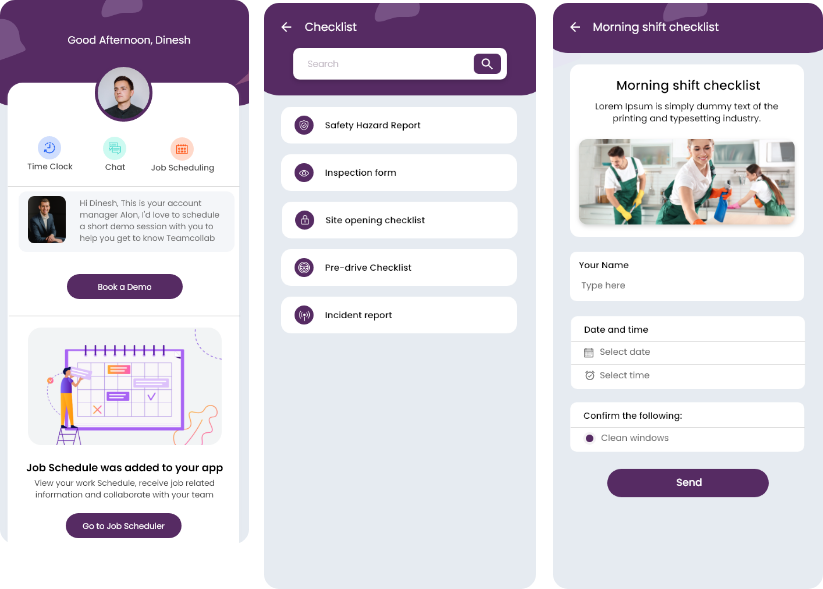 Good Afternoon, Dinesh
Time Clock
Chat
Job Scheduling
Hi Dinesh, This is your account
manager Alon, I'd love to schedule
a short demo session with you to
help you get to know Teamcollab
Book a Demo
Job Schedule was added to your app
View your work Schedule, receive job related
information and collaborate with your team
Go to Job Scheduler
Checklist
Search
Safety Hazard Report
Inspection form
Site opening checklist
Pre-drive Checklist
Incident report
Morning shift checklist
Morning shift checklist
Lorem Ipsum is simply dummy text of the
printing and typesetting industry.
Your Name
Type here
Date and time
Select date
Select time
Confirm the following:
Clean windows
Send